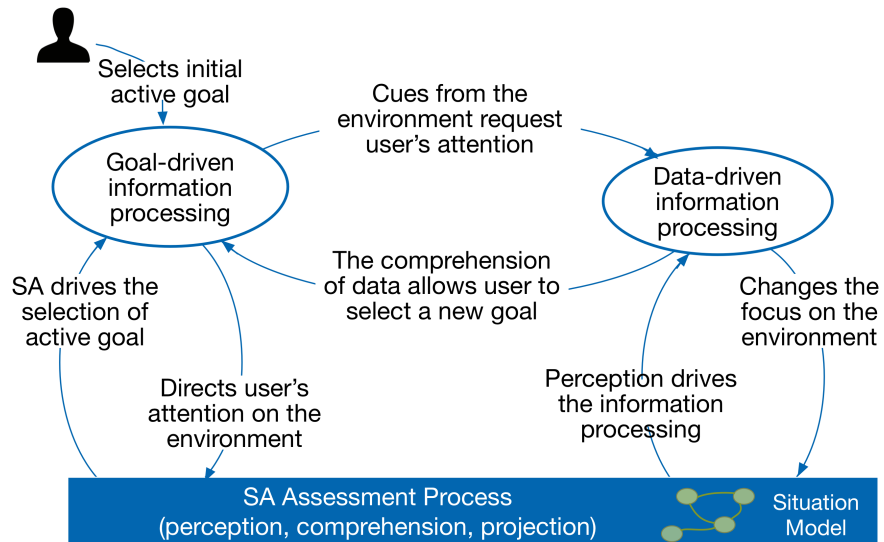 Selects initial
active goal
Cues from the
environment request
user's attention
Goal-driven
information
processing
Data-driven
information
processing
The comprehension
of data allows user to
select a new goal
SA drives the
selection of
active goal
Changes the
focus on the
environment
Directs user's
attention on the
environment
Perception drives
the information
processing
SA Assessment Process
(perception, comprehension, projection)
Situation
Model